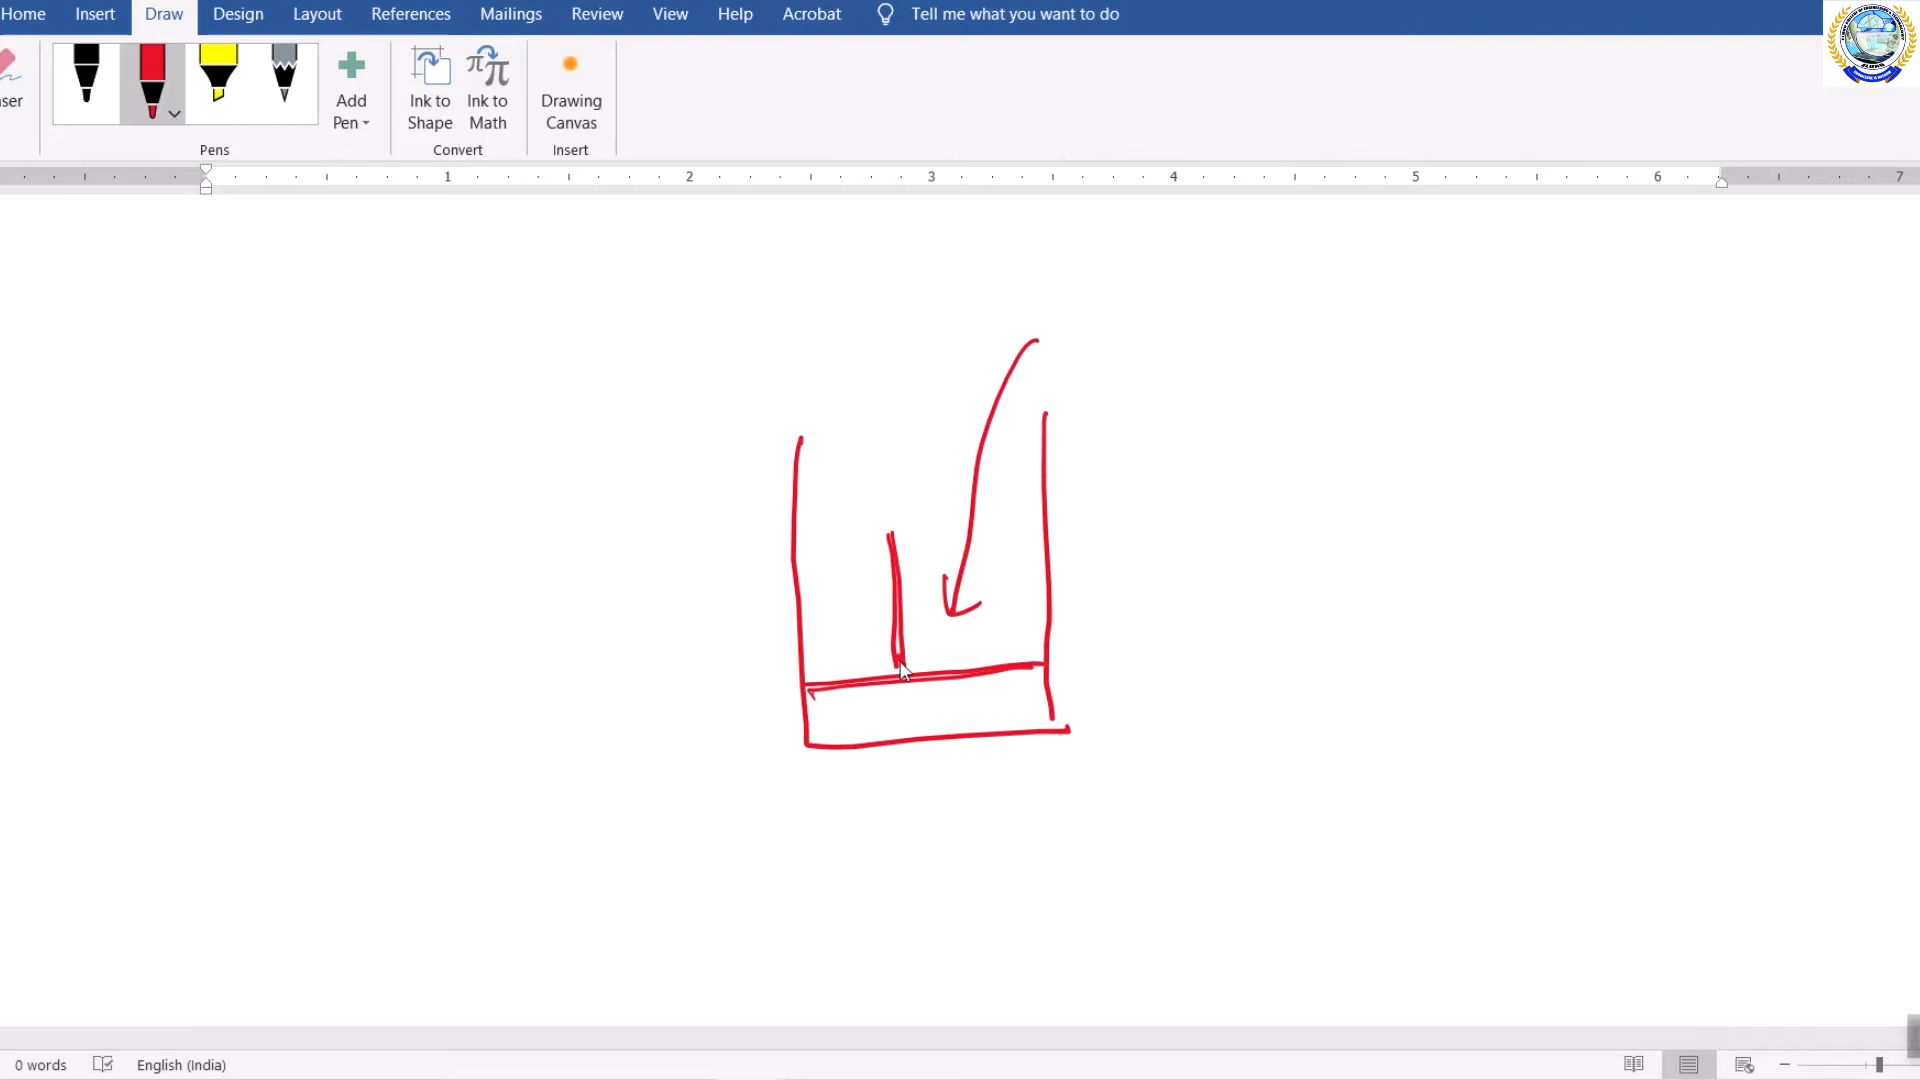 Home Insert Draw Design Layout References Mailings Review View Help Acrobat Tell me what you want to do
ser
Add Pen
Ink to Shape
Ink to Math
Drawing Canvas
Pens Convert Insert
1 2 3 4 5 6 7
0 words English (India)